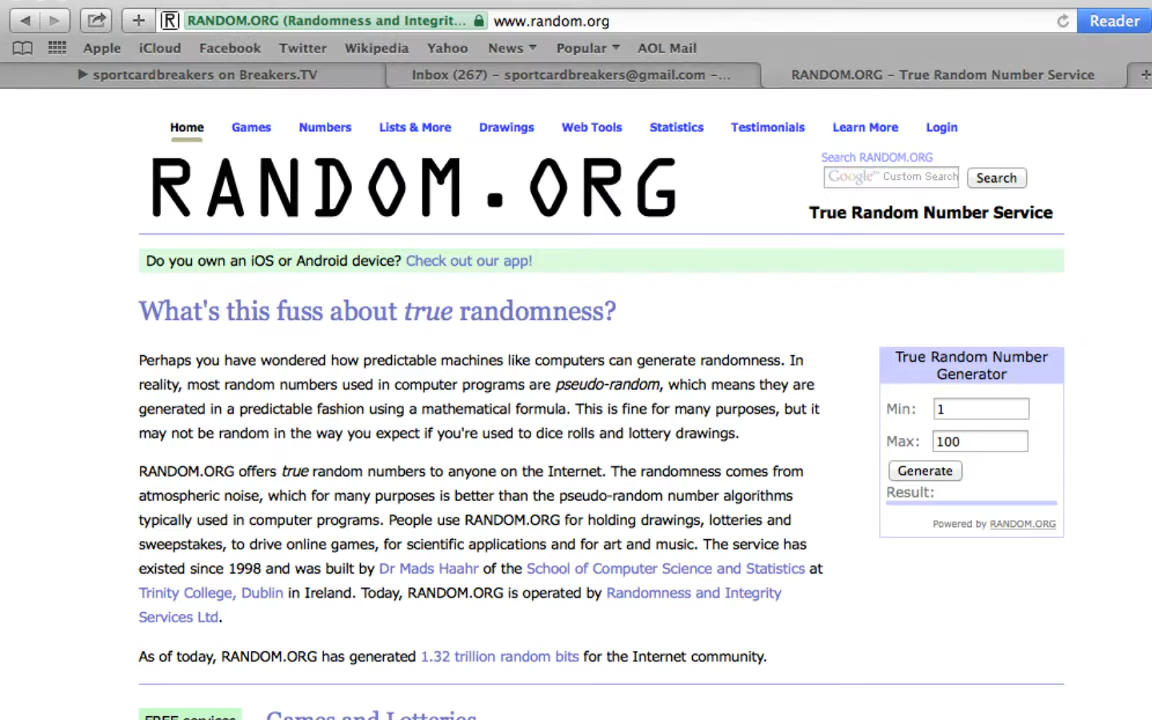 RANDOM.ORG (Randomness and Integrit... www.random.org Reader
Apple iCloud Facebook Twitter Wikipedia Yahoo News Popular AOL Mail
sportcardbreakers on Breakers.TV Inbox (267) – sportcardbreakers@gmail.com –... RANDOM.ORG – True Random Number Service
Home Games Numbers Lists & More Drawings Web Tools Statistics Testimonials Learn More Login
RANDOM.ORG
Search RANDOM.ORG
Google™ Custom Search Search
True Random Number Service
Do you own an iOS or Android device? Check out our app!
What's this fuss about true randomness?
Perhaps you have wondered how predictable machines like computers can generate randomness. In
reality, most random numbers used in computer programs are pseudo-random, which means they are
generated in a predictable fashion using a mathematical formula. This is fine for many purposes, but it
may not be random in the way you expect if you're used to dice rolls and lottery drawings.
RANDOM.ORG offers true random numbers to anyone on the Internet. The randomness comes from
atmospheric noise, which for many purposes is better than the pseudo-random number algorithms
typically used in computer programs. People use RANDOM.ORG for holding drawings, lotteries and
sweepstakes, to drive online games, for scientific applications and for art and music. The service has
existed since 1998 and was built by Dr Mads Haahr of the School of Computer Science and Statistics at
Trinity College, Dublin in Ireland. Today, RANDOM.ORG is operated by Randomness and Integrity
Services Ltd.
As of today, RANDOM.ORG has generated 1.32 trillion random bits for the Internet community.
True Random Number
Generator
Min: 1
Max: 100
Generate
Result:
Powered by RANDOM.ORG
FREE services
Games and Lotteries